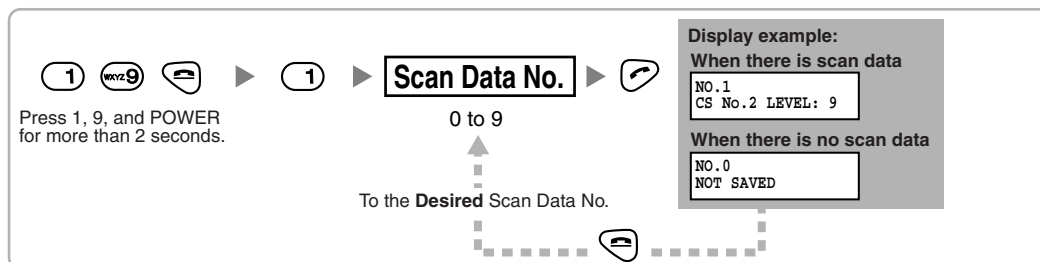 Display example:
When there is scan data
1) WXYZ9) 1) Scan Data No.
NO.1
CS No.2 LEVEL: 9
Press 1, 9, and POWER
for more than 2 seconds.
0 to 9
When there is no scan data
NO.0
NOT SAVED
To the Desired Scan Data No.